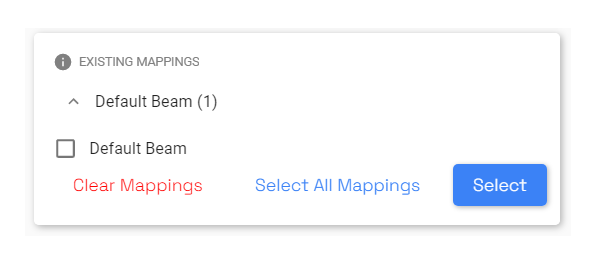 EXISTING MAPPINGS
Default Beam (1)
Default Beam
Clear Mappings Select All Mappings Select